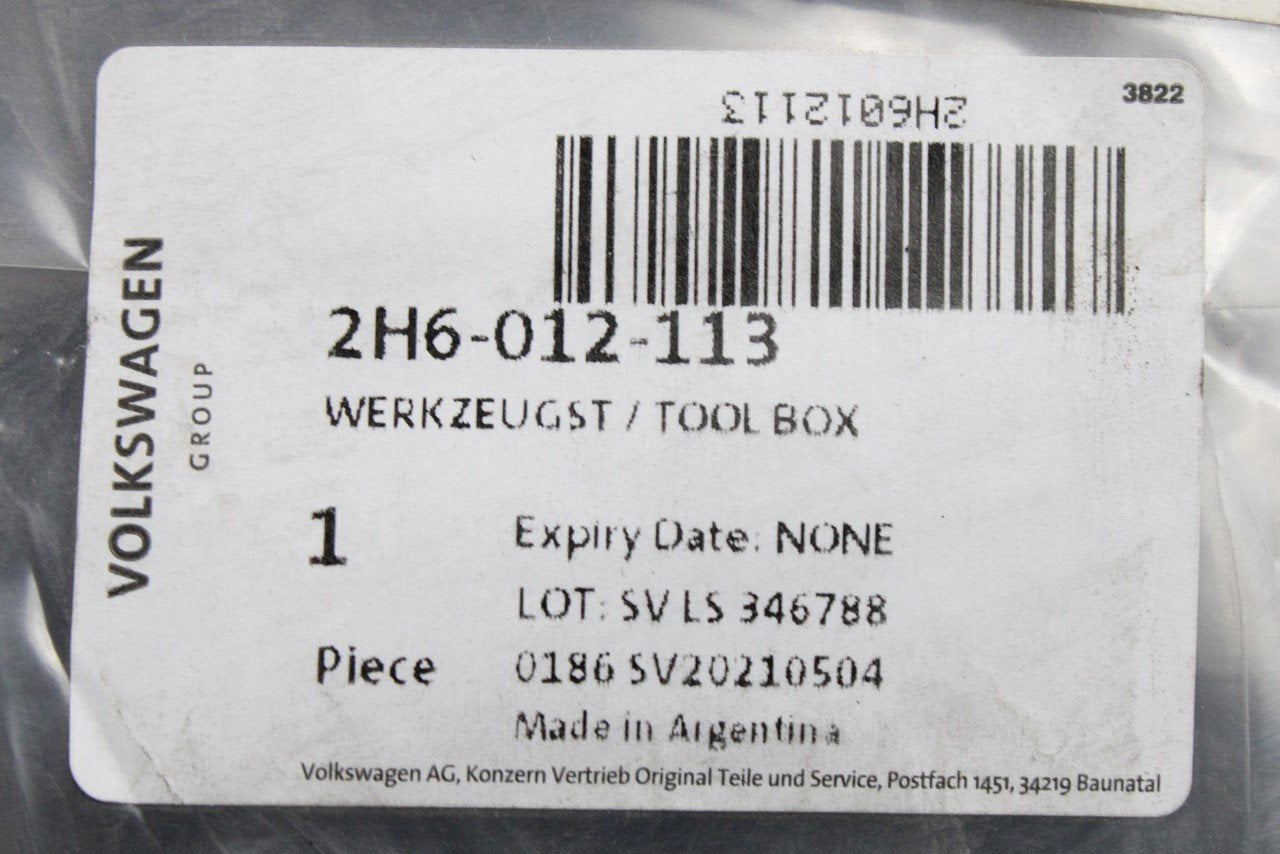 3822
2H6012113
VOLKSWAGEN
GROUP
2H6-012-113
WERKZEUGST / TOOL BOX
1
Expiry Date: NONE
LOT: SV LS 346788
Piece
0186 SV20210504
Made in Argentina
Volkswagen AG, Konzern Vertrieb Original Teile und Service, Postfach 1451, 34219 Baunatal